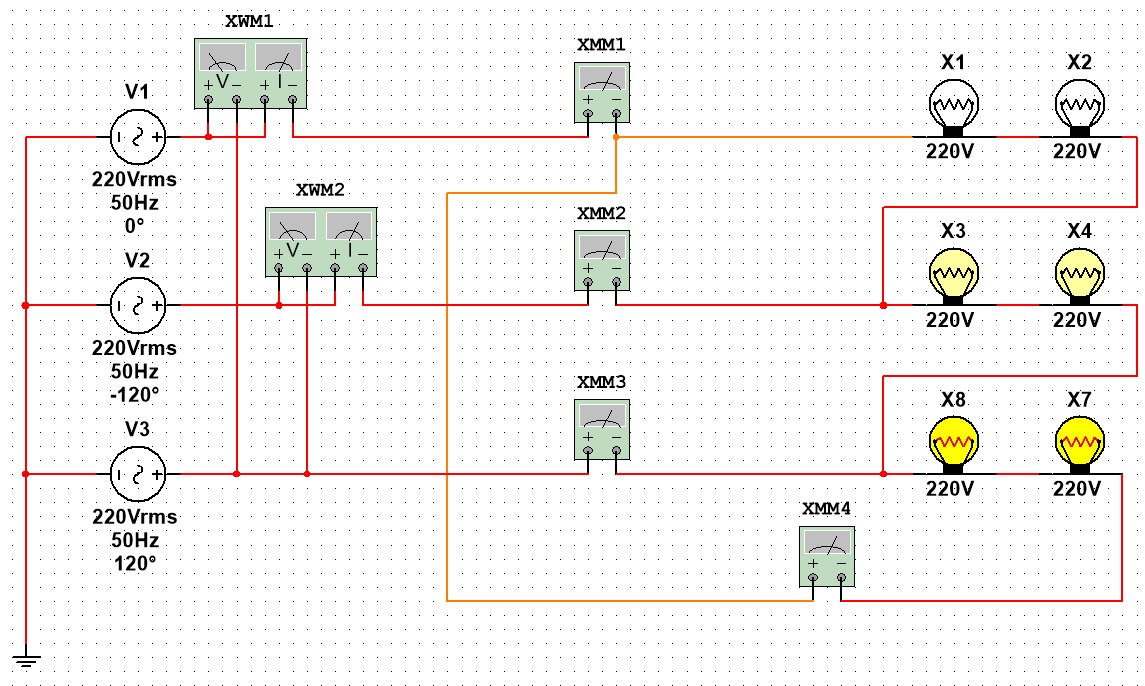 XWM1
V I
+ - + -
XMM1
+ -
X1
220V
X2
220V
V1
220Vrms
50Hz
0°
XWM2
V I
+ - + -
XMM2
+ -
X3
220V
X4
220V
V2
220Vrms
50Hz
-120°
XMM3
+ -
X8
220V
X7
220V
V3
220Vrms
50Hz
120°
XMM4
+ -